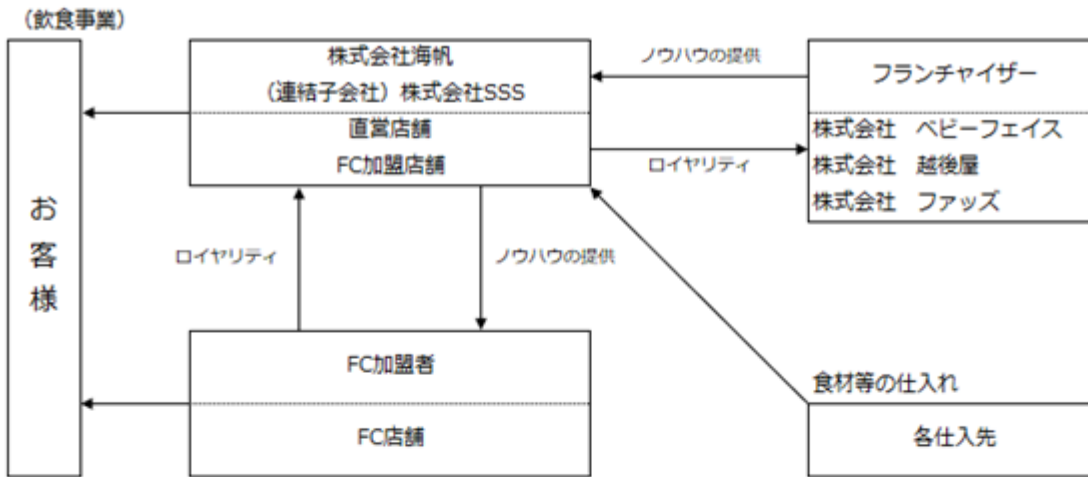 （飲食事業）
株式会社海帆
（連結子会社）株式会社SSS
直営店舗
FC加盟店舗
ノウハウの提供
ロイヤリティ
フランチャイザー
株式会社　ベビーフェイス
株式会社　越後屋
株式会社　ファッズ
お客様
ロイヤリティ
ノウハウの提供
FC加盟者
FC店舗
食材等の仕入れ
各仕入先